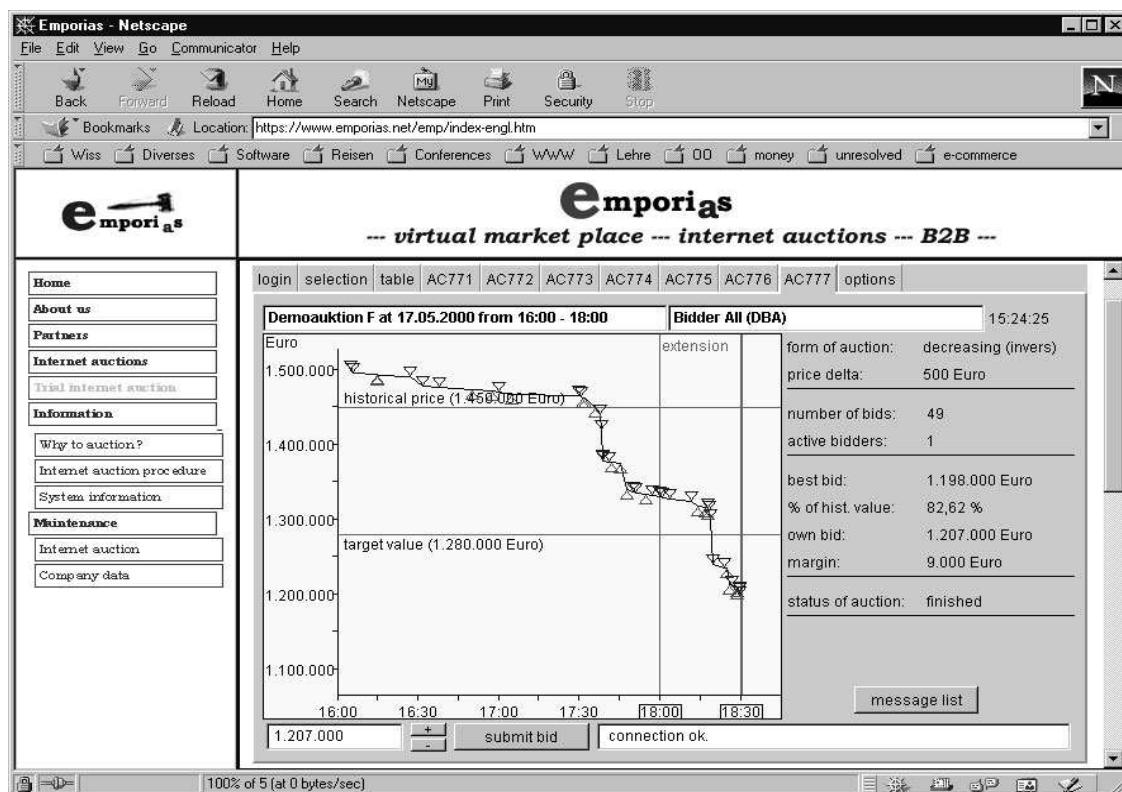 Emporias - Netscape
File Edit View Go Communicator Help
Back Forward Reload Home Search Netscape Print Security Stop
My
N
Bookmarks Location: https://www.emporias.net/emp/index-engl.htm
Wiss Diverses Software Reisen Conferences WWW Lehre OO money unresolved e-commerce
emporias
emporias
--- virtual market place --- internet auctions --- B2B ---
Home
About us
Partners
Internet auctions
Trial internet auction
Information
Why to auction?
Internet auction procedure
System information
Maintenance
Internet auction
Company data
login selection table AC771 AC772 AC773 AC774 AC775 AC776 AC777 options
Demoauktion F at 17.05.2000 from 16:00 - 18:00 Bidder All (DBA) 15:24:25
Euro
extension
1.500.000
historical price (1.450.000 Euro)
1.400.000
1.300.000
target value (1.280.000 Euro)
1.200.000
1.100.000
16:00 16:30 17:00 17:30 18:00 18:30
form of auction: decreasing (invers)
price delta: 500 Euro
number of bids: 49
active bidders: 1
best bid: 1.198.000 Euro
% of hist. value: 82,62 %
own bid: 1.207.000 Euro
margin: 9.000 Euro
status of auction: finished
message list
1.207.000 + - submit bid connection ok.
100% of 5 (at 0 bytes/sec)